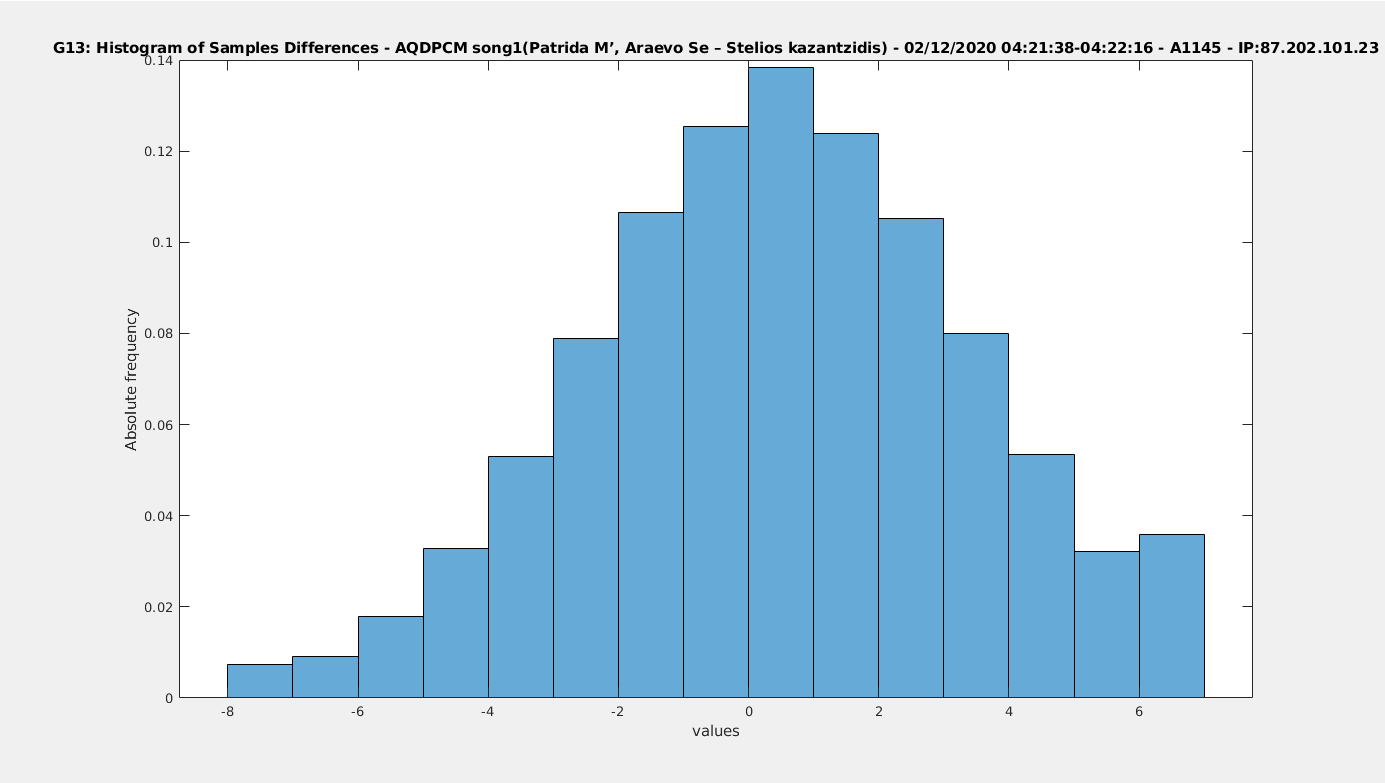 G13: Histogram of Samples Differences - AQDPCM song1(Patrida M’, Araevo Se – Stelios kazantzidis) - 02/12/2020 04:21:38-04:22:16 - A1145 - IP:87.202.101.23
0.14
0.12
0.1
0.08
0.06
0.04
0.02
0
Absolute frequency
-8 -6 -4 -2 0 2 4 6
values